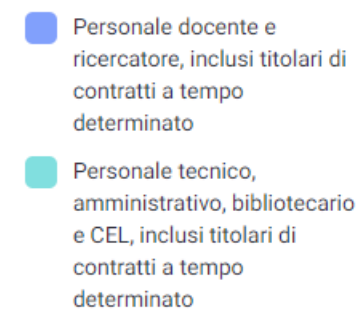 Personale docente e
ricercatore, inclusi titolari di
contratti a tempo
determinato
Personale tecnico,
amministrativo, bibliotecario
e CEL, inclusi titolari di
contratti a tempo
determinato